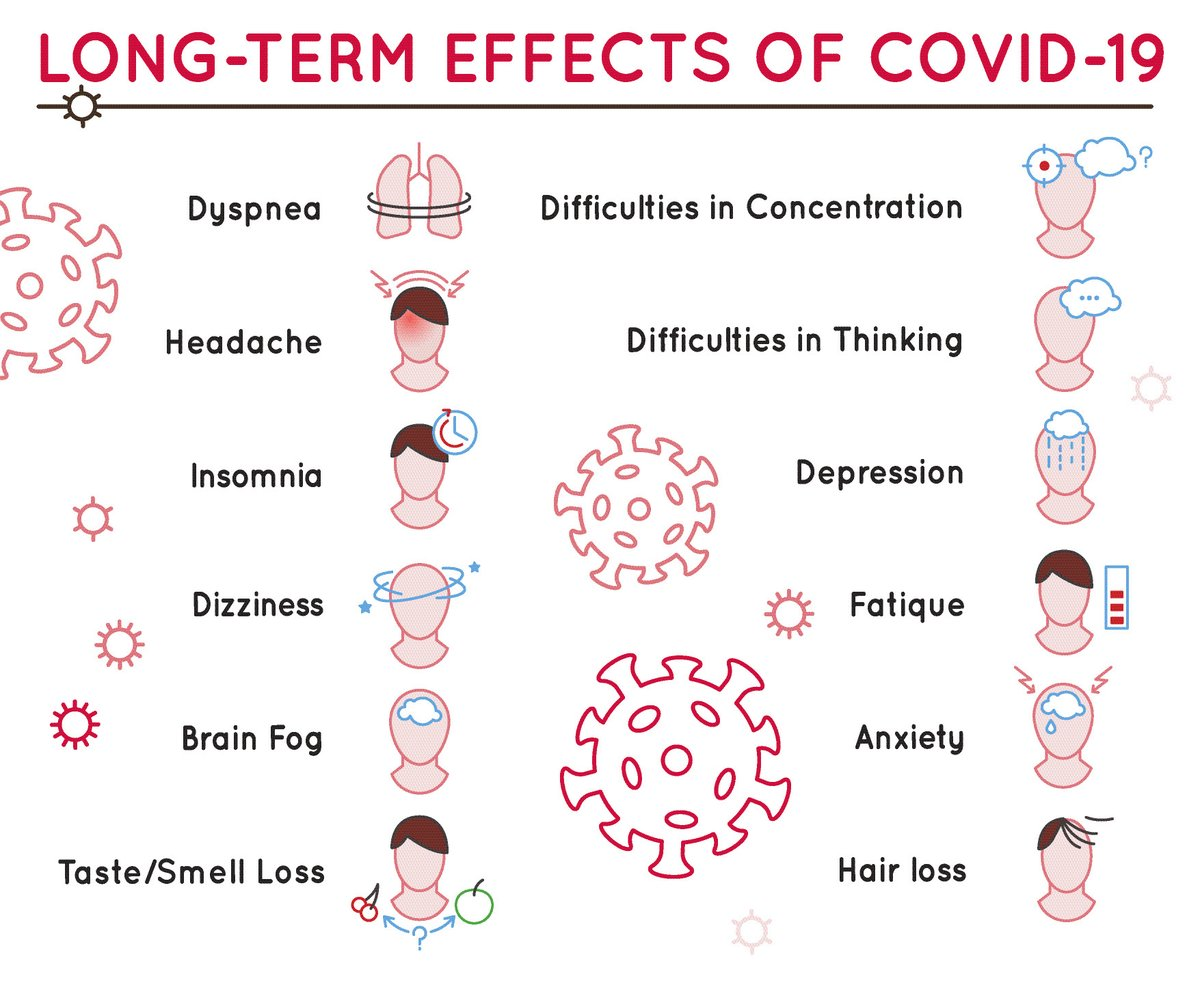 LONG-TERM EFFECTS OF COVID-19
Dyspnea
Headache
Insomnia
Dizziness
Brain Fog
Taste/Smell Loss
?
Difficulties in Concentration
?
Difficulties in Thinking
Depression
Fatique
Anxiety
Hair loss